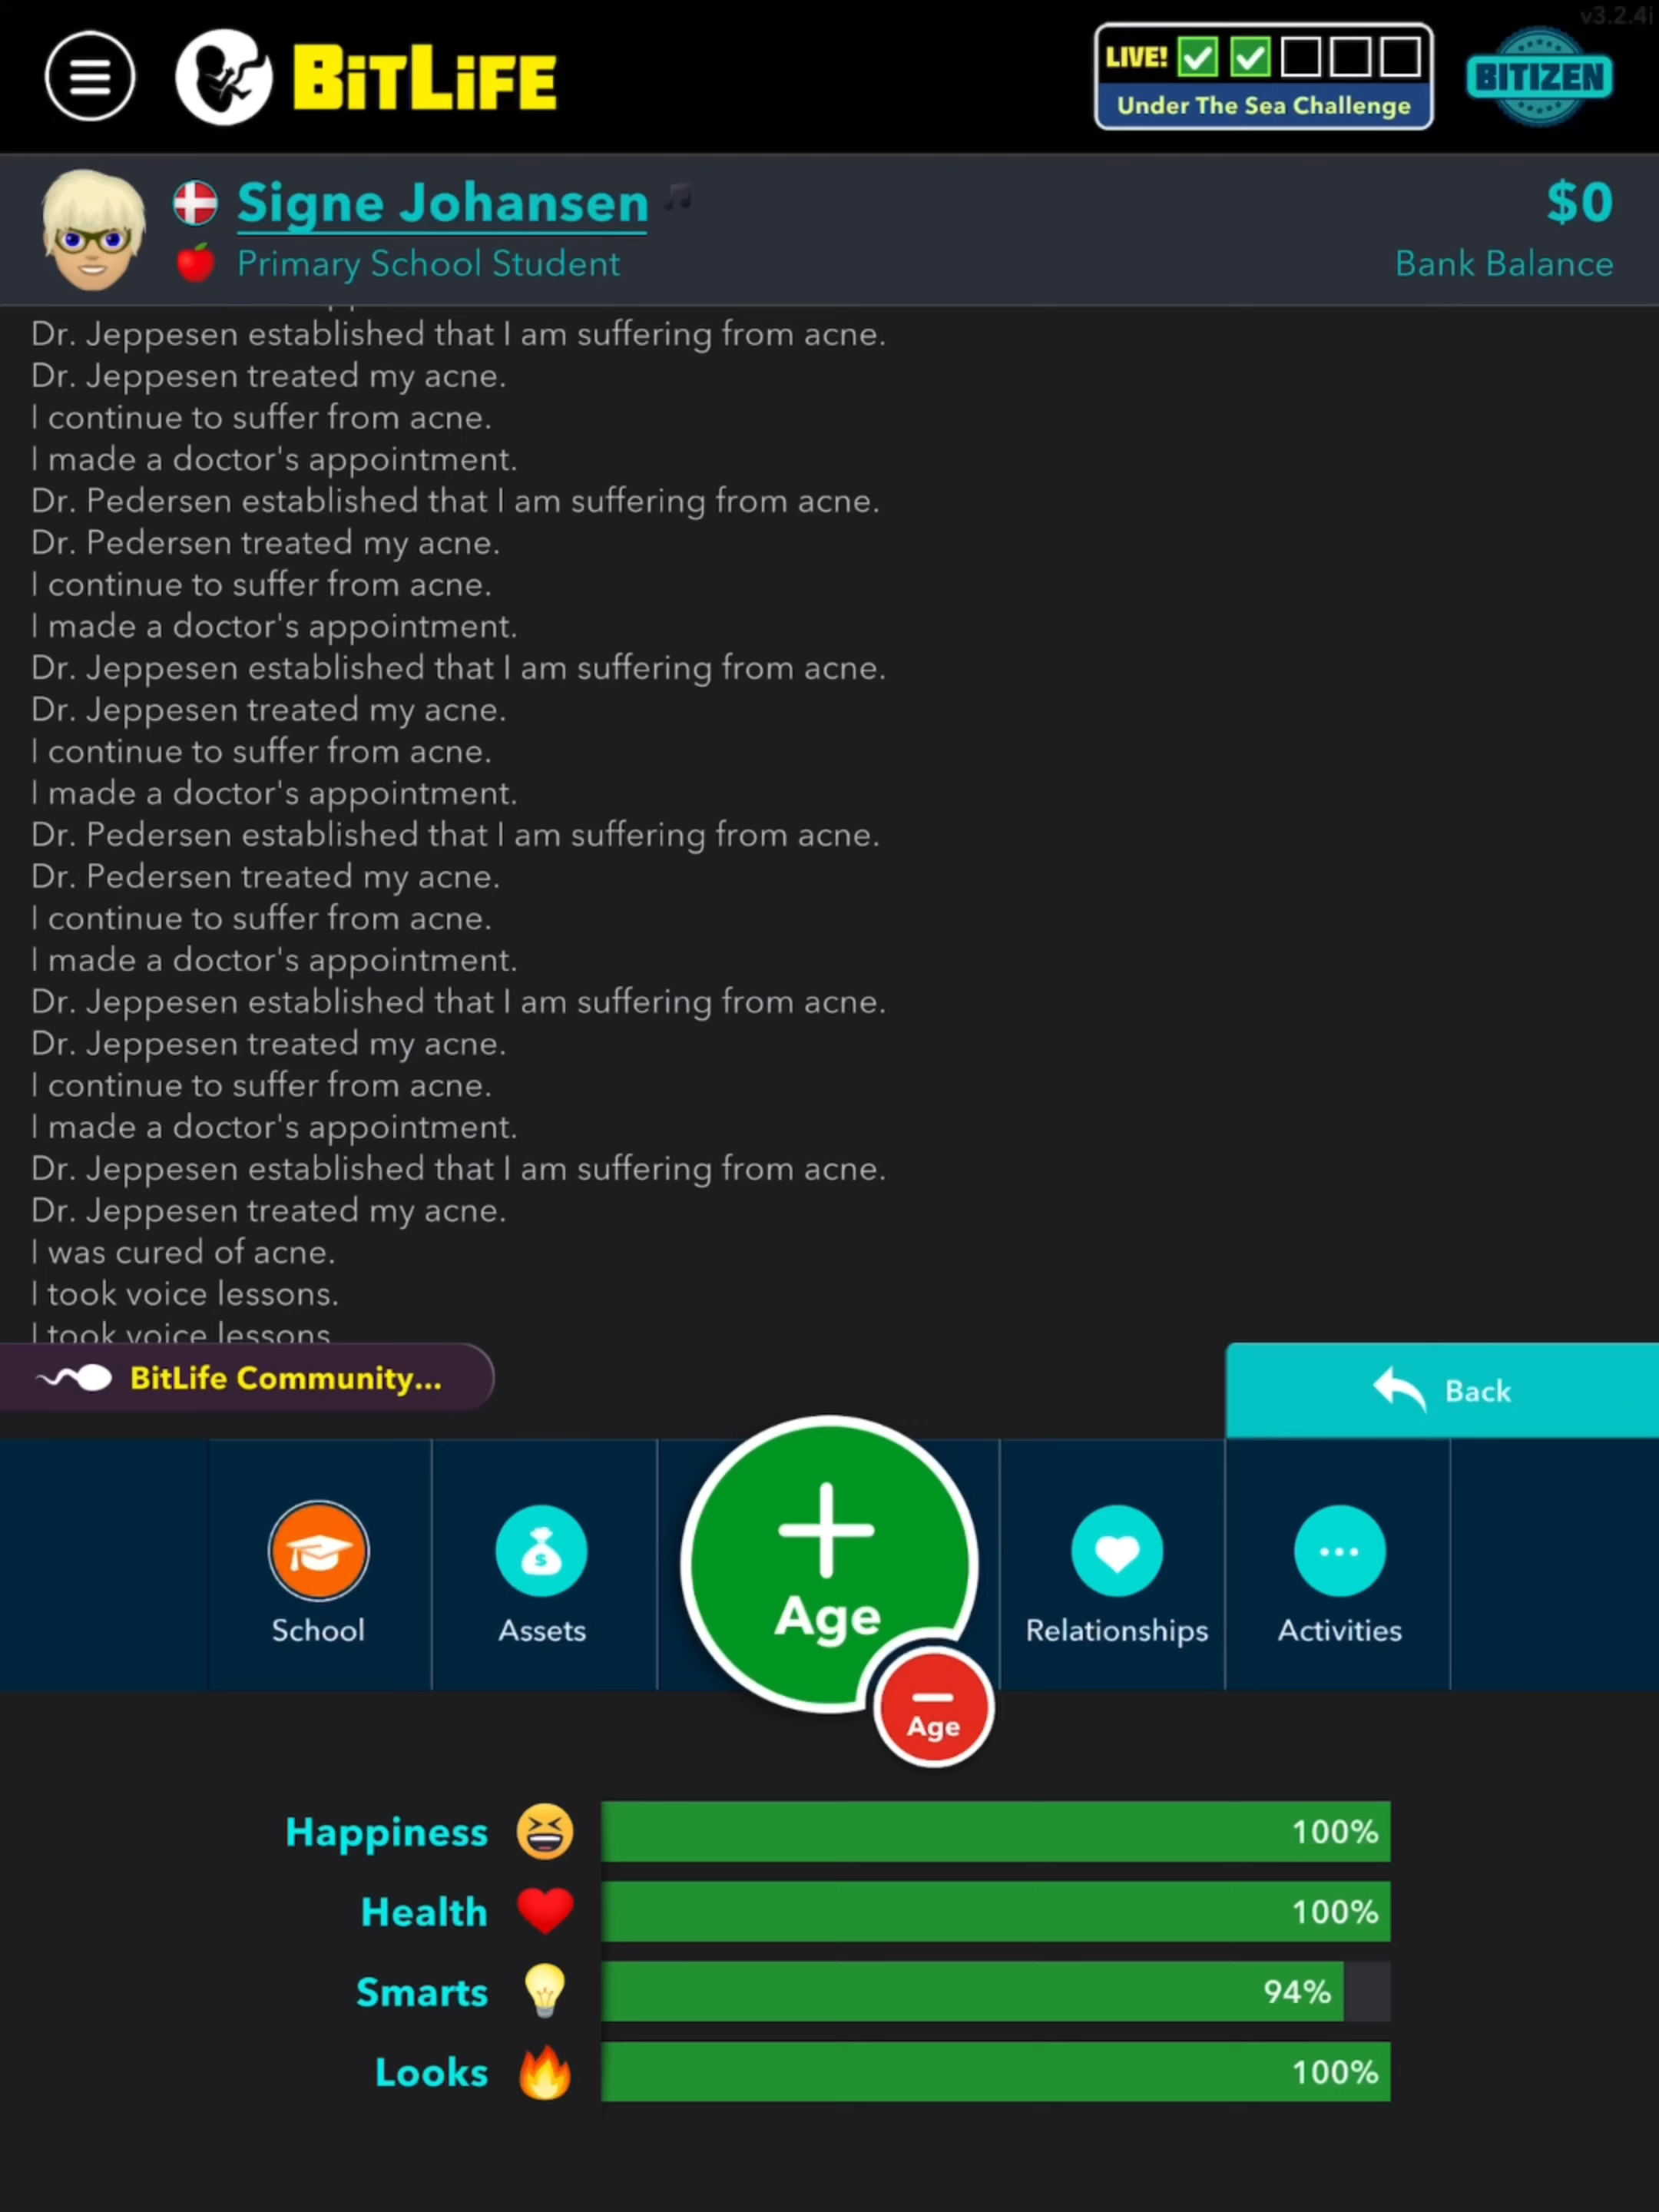 v3.2.4i
BITLIFE
LIVE!
Under The Sea Challenge
BITIZEN
Signe Johansen
$0
Primary School Student
Bank Balance
Dr. Jeppesen established that I am suffering from acne.
Dr. Jeppesen treated my acne.
I continue to suffer from acne.
I made a doctor's appointment.
Dr. Pedersen established that I am suffering from acne.
Dr. Pedersen treated my acne.
I continue to suffer from acne.
I made a doctor's appointment.
Dr. Jeppesen established that I am suffering from acne.
Dr. Jeppesen treated my acne.
I continue to suffer from acne.
I made a doctor's appointment.
Dr. Pedersen established that I am suffering from acne.
Dr. Pedersen treated my acne.
I continue to suffer from acne.
I made a doctor's appointment.
Dr. Jeppesen established that I am suffering from acne.
Dr. Jeppesen treated my acne.
I continue to suffer from acne.
I made a doctor's appointment.
Dr. Jeppesen established that I am suffering from acne.
Dr. Jeppesen treated my acne.
I was cured of acne.
I took voice lessons.
I took voice lessons
BitLife Community...
Back
School
Assets
Age
Age
Relationships
Activities
Happiness
100%
Health
100%
Smarts
94%
Looks
100%